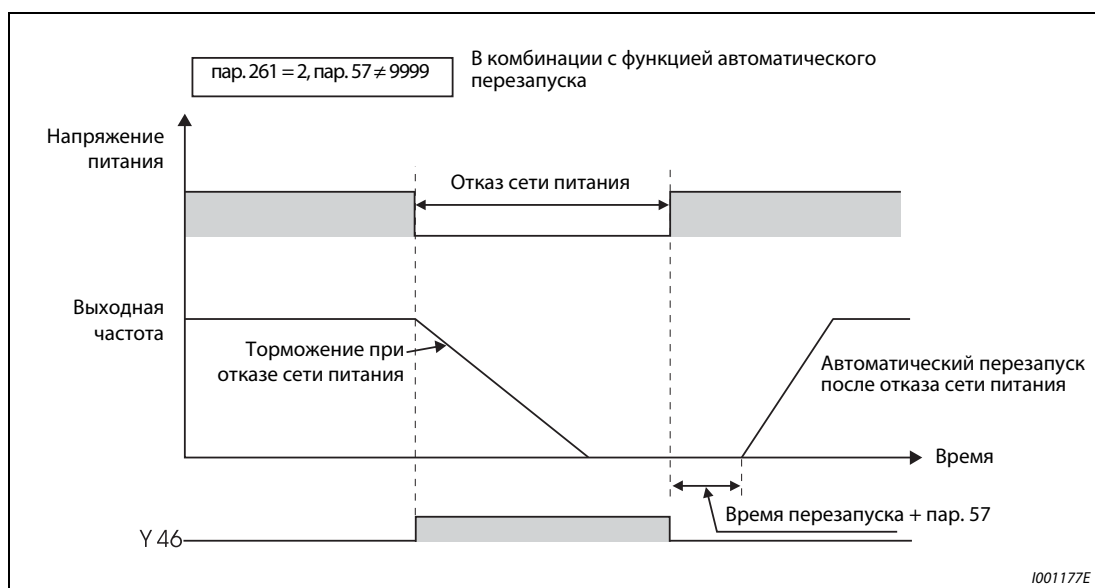 пар. 261 = 2, пар. 57 ≠ 9999
В комбинации с функцией автоматического
перезапуска
Напряжение
питания
Отказ сети питания
Выходная
частота
Торможение при
отказе сети питания
Автоматический перезапуск
после отказа сети питания
Время
Время перезапуска + пар. 57
Y 46
I001177E